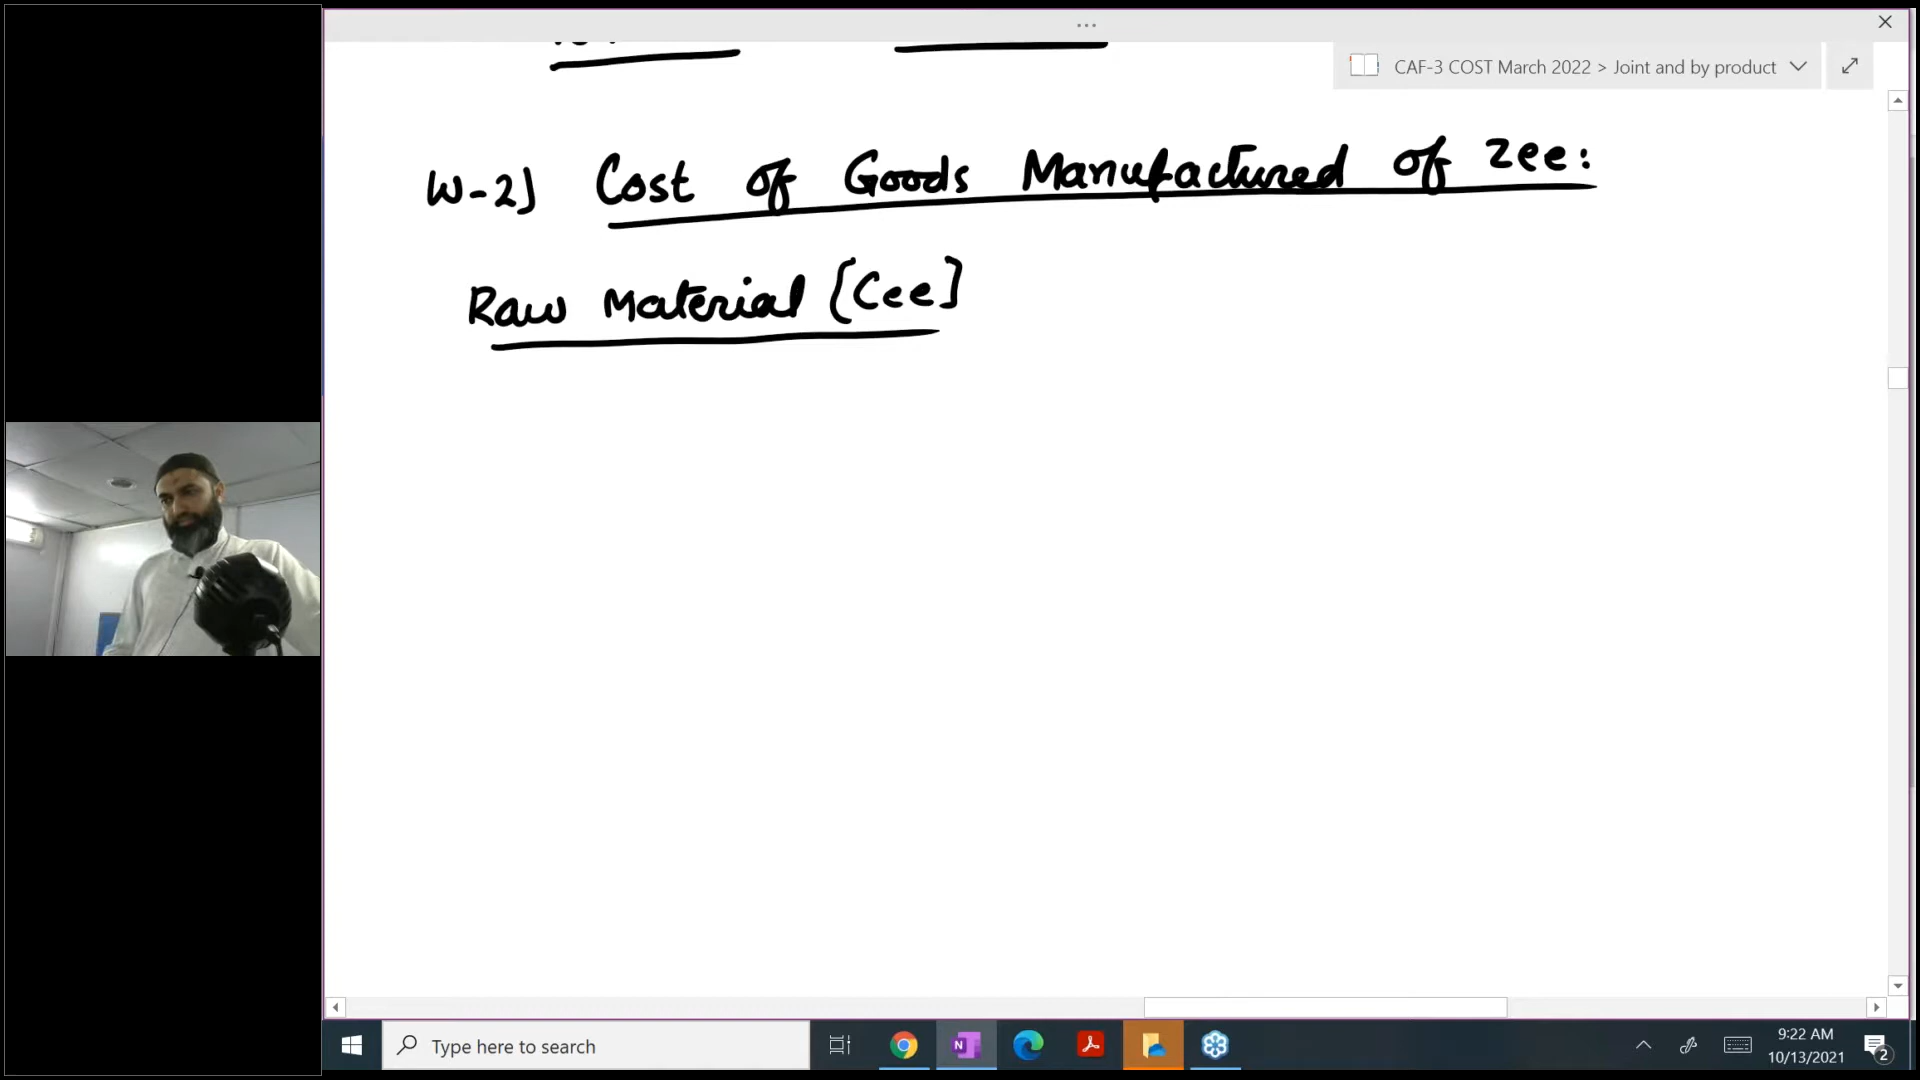 CAF-3 COST March 2022 > Joint and by product
W-2] Cost of Goods Manufactured of Zee:
Raw Material [Cee]
Type here to search
9:22 AM
10/13/2021
2